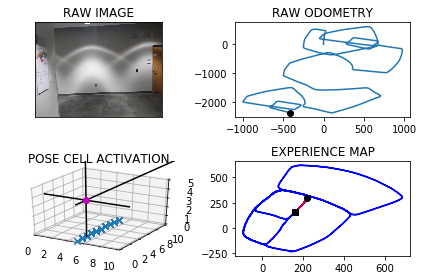 RAW IMAGE
RAW ODOMETRY
0
−1000
−2000
−1000 −500 0 500 1000
POSE CELL ACTIVATION
5
4
3
2
1
0
0 2 4 6 8 10
0 2 4 6 8 10
EXPERIENCE MAP
500
250
0
−250
0 200 400 600